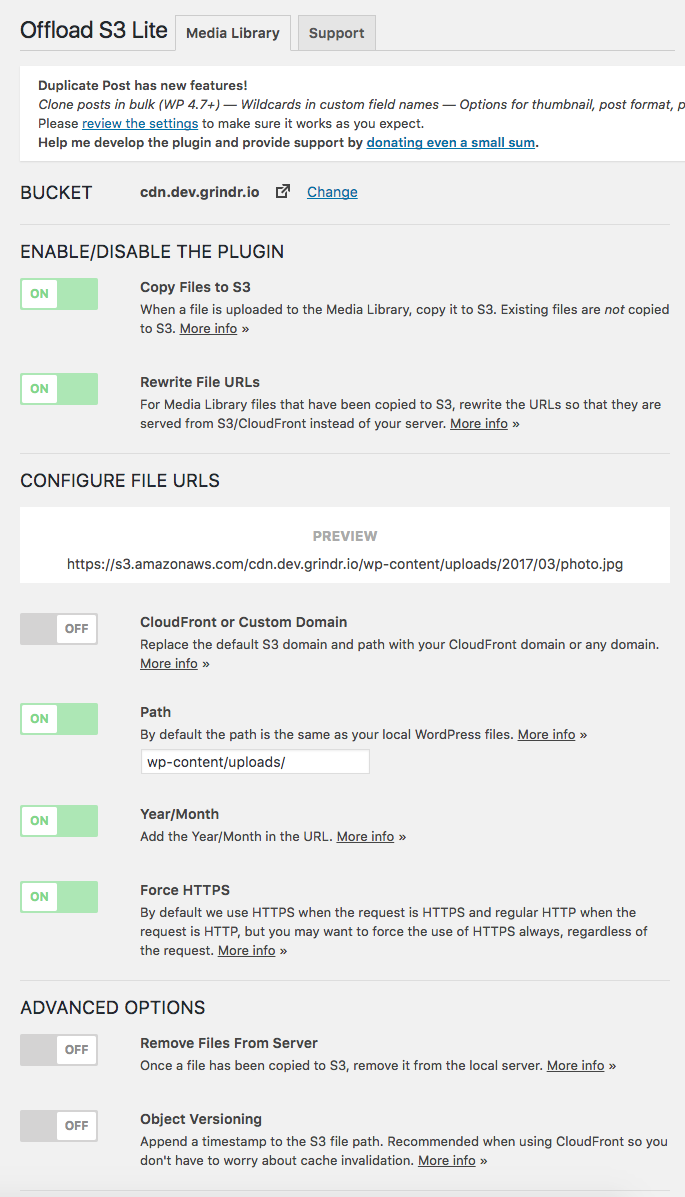 Offload S3 Lite Media Library Support
Duplicate Post has new features!
Clone posts in bulk (WP 4.7+) — Wildcards in custom field names — Options for thumbnail, post format, p
Please review the settings to make sure it works as you expect.
Help me develop the plugin and provide support by donating even a small sum.
BUCKET cdn.dev.grindr.io Change
ENABLE/DISABLE THE PLUGIN
ON Copy Files to S3
When a file is uploaded to the Media Library, copy it to S3. Existing files are not copied
to S3. More info »
ON Rewrite File URLs
For Media Library files that have been copied to S3, rewrite the URLs so that they are
served from S3/CloudFront instead of your server. More info »
CONFIGURE FILE URLS
PREVIEW
https://s3.amazonaws.com/cdn.dev.grindr.io/wp-content/uploads/2017/03/photo.jpg
OFF CloudFront or Custom Domain
Replace the default S3 domain and path with your CloudFront domain or any domain.
More info »
ON Path
By default the path is the same as your local WordPress files. More info »
wp-content/uploads/
ON Year/Month
Add the Year/Month in the URL. More info »
ON Force HTTPS
By default we use HTTPS when the request is HTTPS and regular HTTP when the
request is HTTP, but you may want to force the use of HTTPS always, regardless of
the request. More info »
ADVANCED OPTIONS
OFF Remove Files From Server
Once a file has been copied to S3, remove it from the local server. More info »
OFF Object Versioning
Append a timestamp to the S3 file path. Recommended when using CloudFront so you
don't have to worry about cache invalidation. More info »